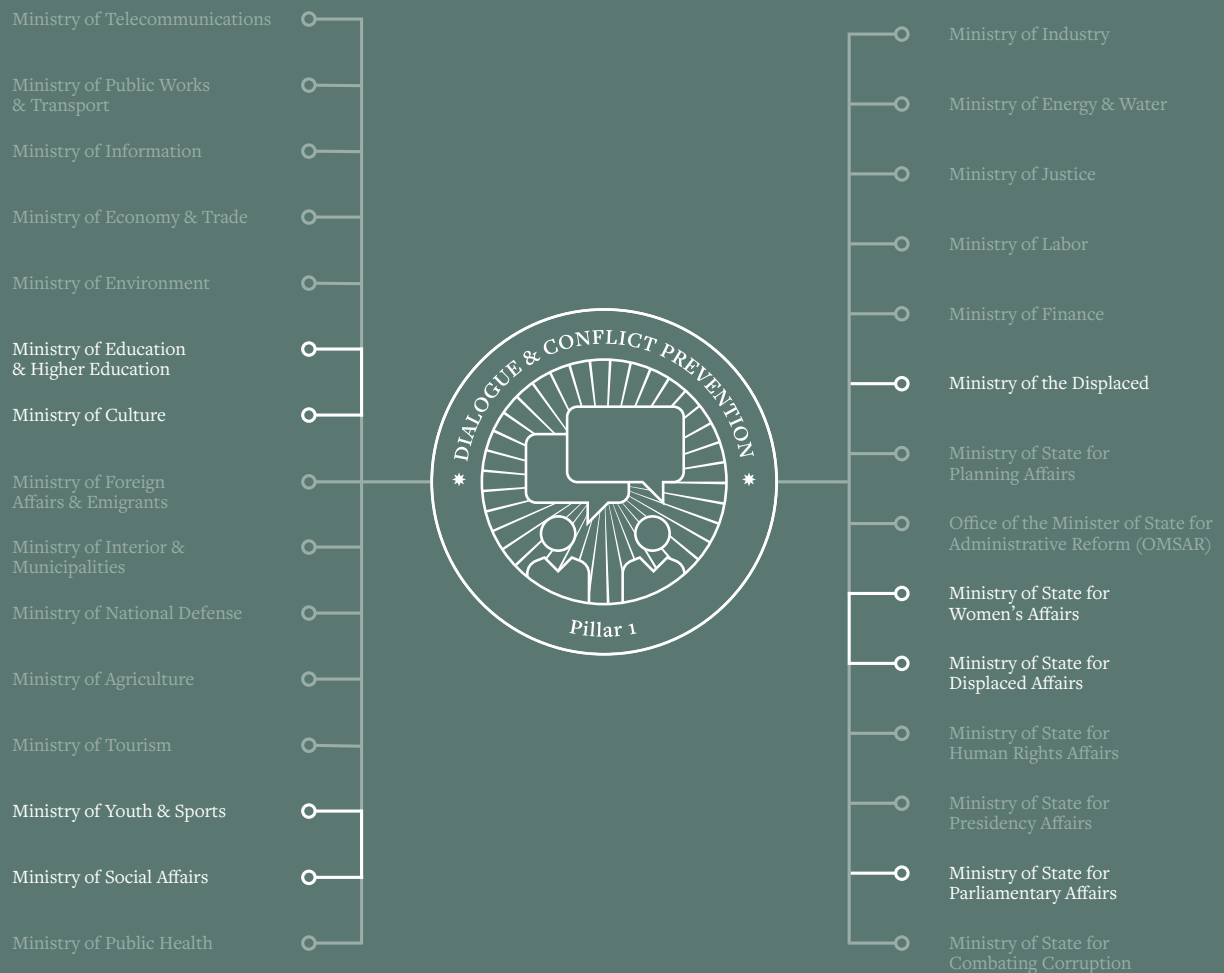 Ministry of Telecommunications
Ministry of Public Works
& Transport
Ministry of Information
Ministry of Economy & Trade
Ministry of Environment
Ministry of Education
& Higher Education
Ministry of Culture
Ministry of Foreign
Affairs & Emigrants
Ministry of Interior &
Municipalities
Ministry of National Defense
Ministry of Agriculture
Ministry of Tourism
Ministry of Youth & Sports
Ministry of Social Affairs
Ministry of Public Health
DIALOGUE & CONFLICT PREVENTION
Pillar 1
Ministry of Industry
Ministry of Energy & Water
Ministry of Justice
Ministry of Labor
Ministry of Finance
Ministry of the Displaced
Ministry of State for
Planning Affairs
Office of the Minister of State for
Administrative Reform (OMSAR)
Ministry of State for
Women's Affairs
Ministry of State for
Displaced Affairs
Ministry of State for
Human Rights Affairs
Ministry of State for
Presidency Affairs
Ministry of State for
Parliamentary Affairs
Ministry of State for
Combating Corruption